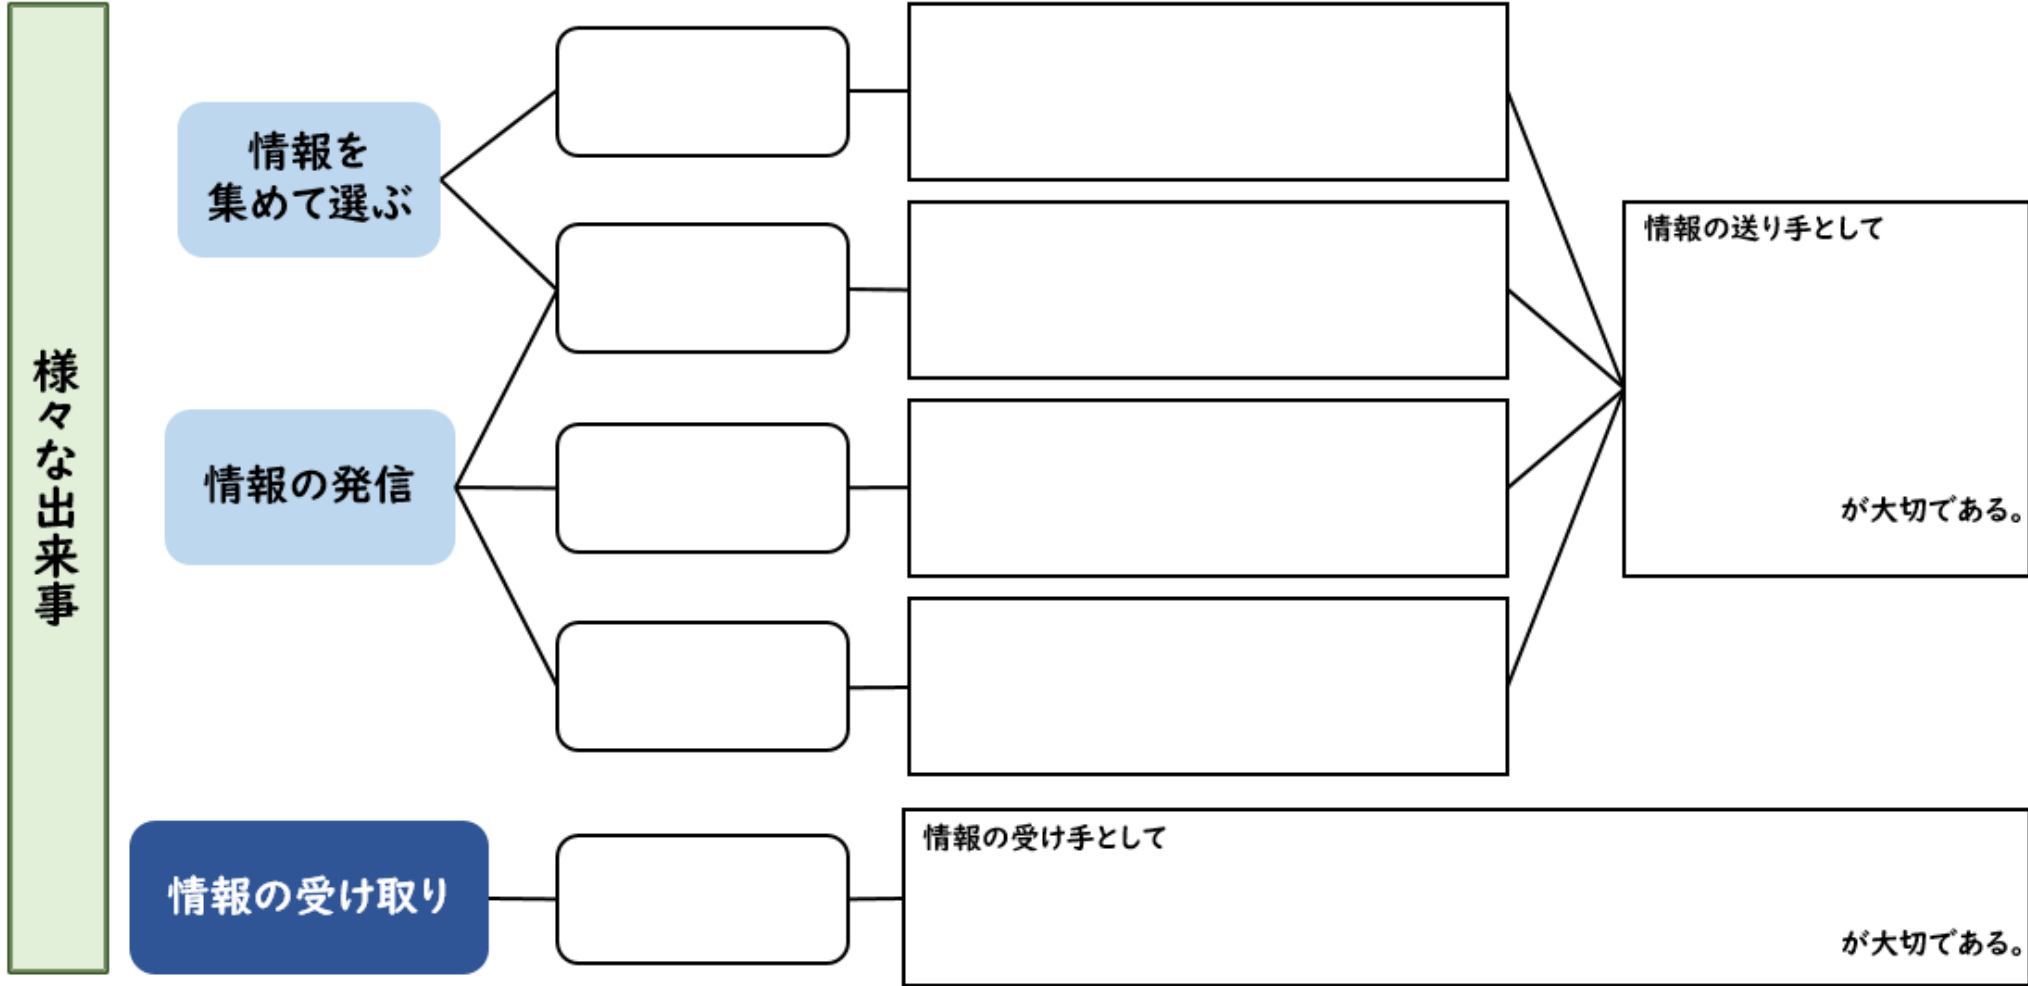 様々な出来事
情報を
集めて選ぶ
情報の発信
情報の送り手として
が大切である。
情報の受け取り
情報の受け手として
が大切である。